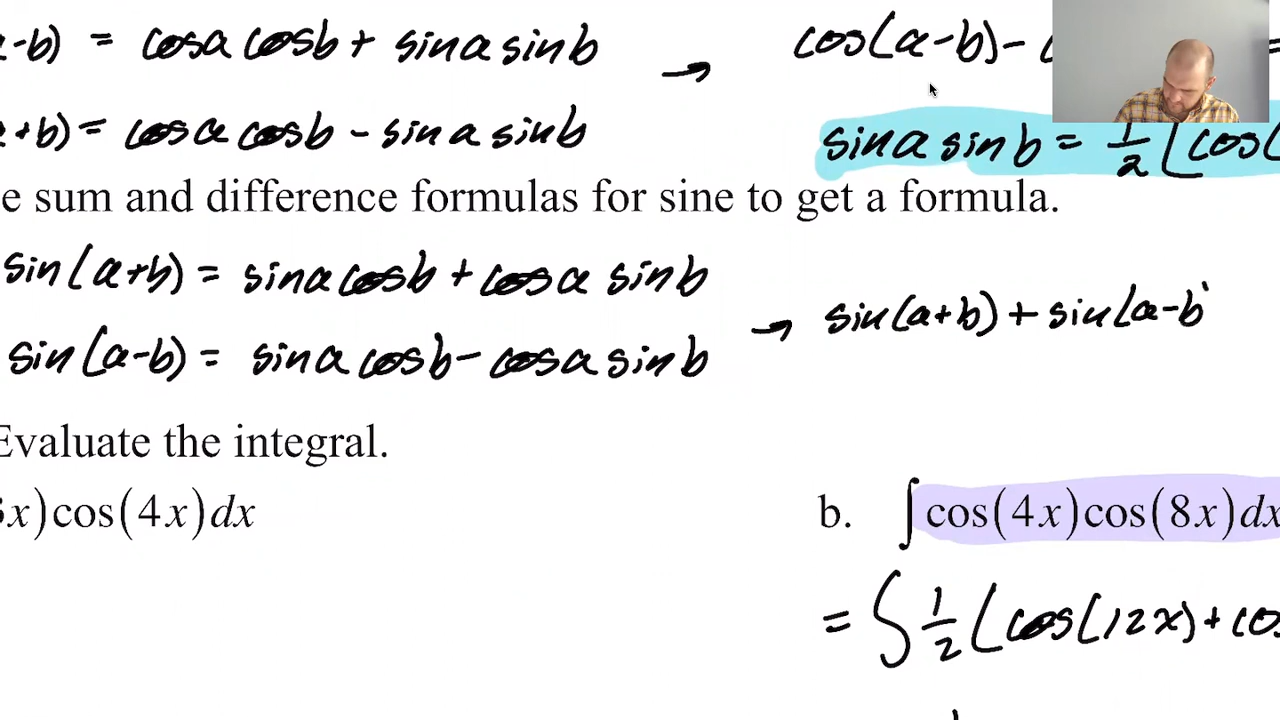 -b) = cosa cosb + sina sinb → cos(a-b) -
+b) = cosa cosb - sina sinb
sina sinb = 1/2 [cos(
e sum and difference formulas for sine to get a formula.
sin(a+b) = sina cosb + cosa sinb
→ sin(a+b) + sin(a-b
sin(a-b) = sina cosb - cosa sinb
Evaluate the integral.
x)cos(4x)dx b. ∫cos(4x)cos(8x)dx
= ∫ 1/2 (cos(12x) + cos